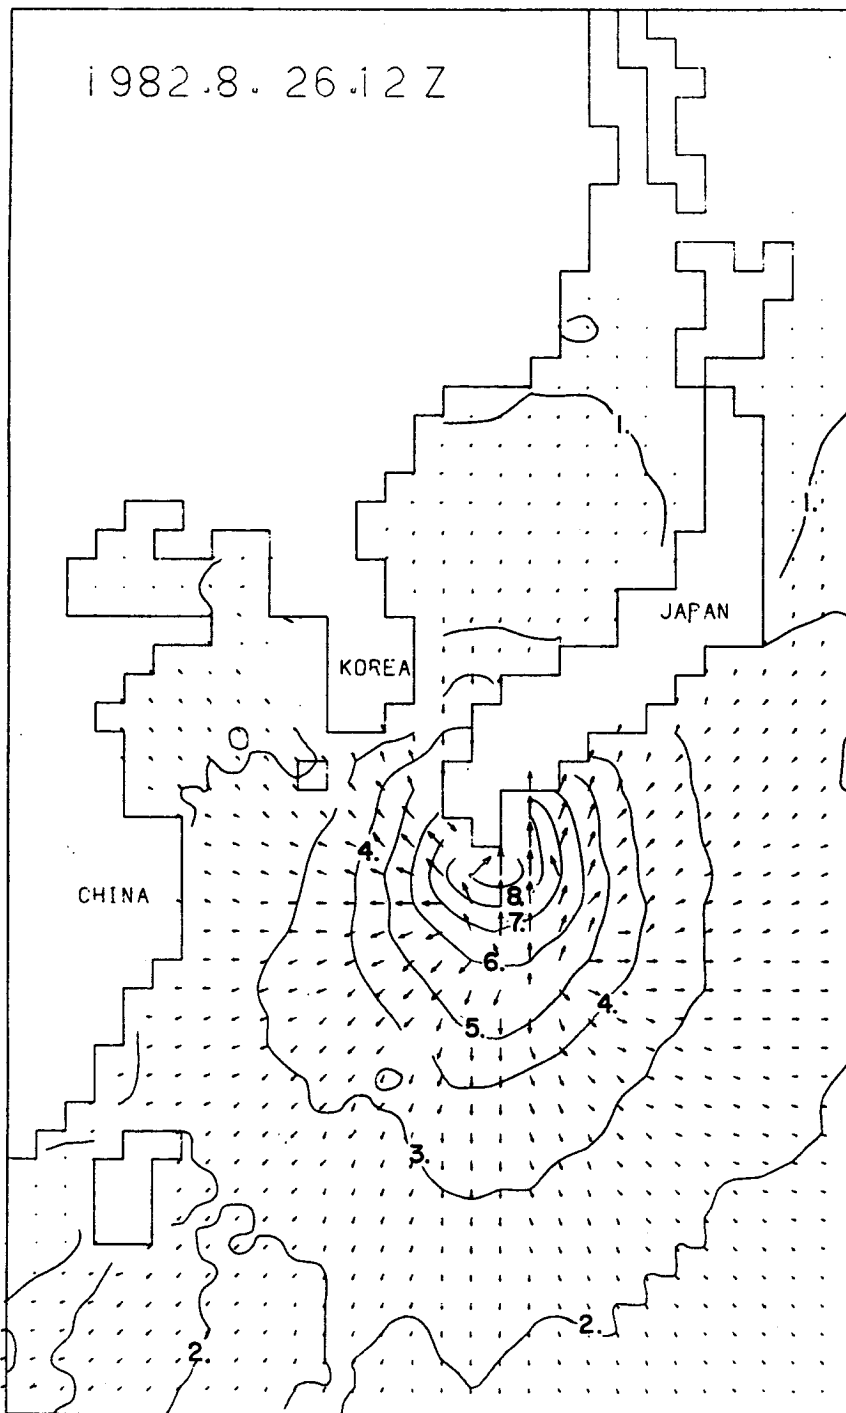 1982.8. 26.12Z
1.
1.
JAPAN
KOREA
4.
CHINA
8.
7.
6.
4.
5.
3.
2.
2.